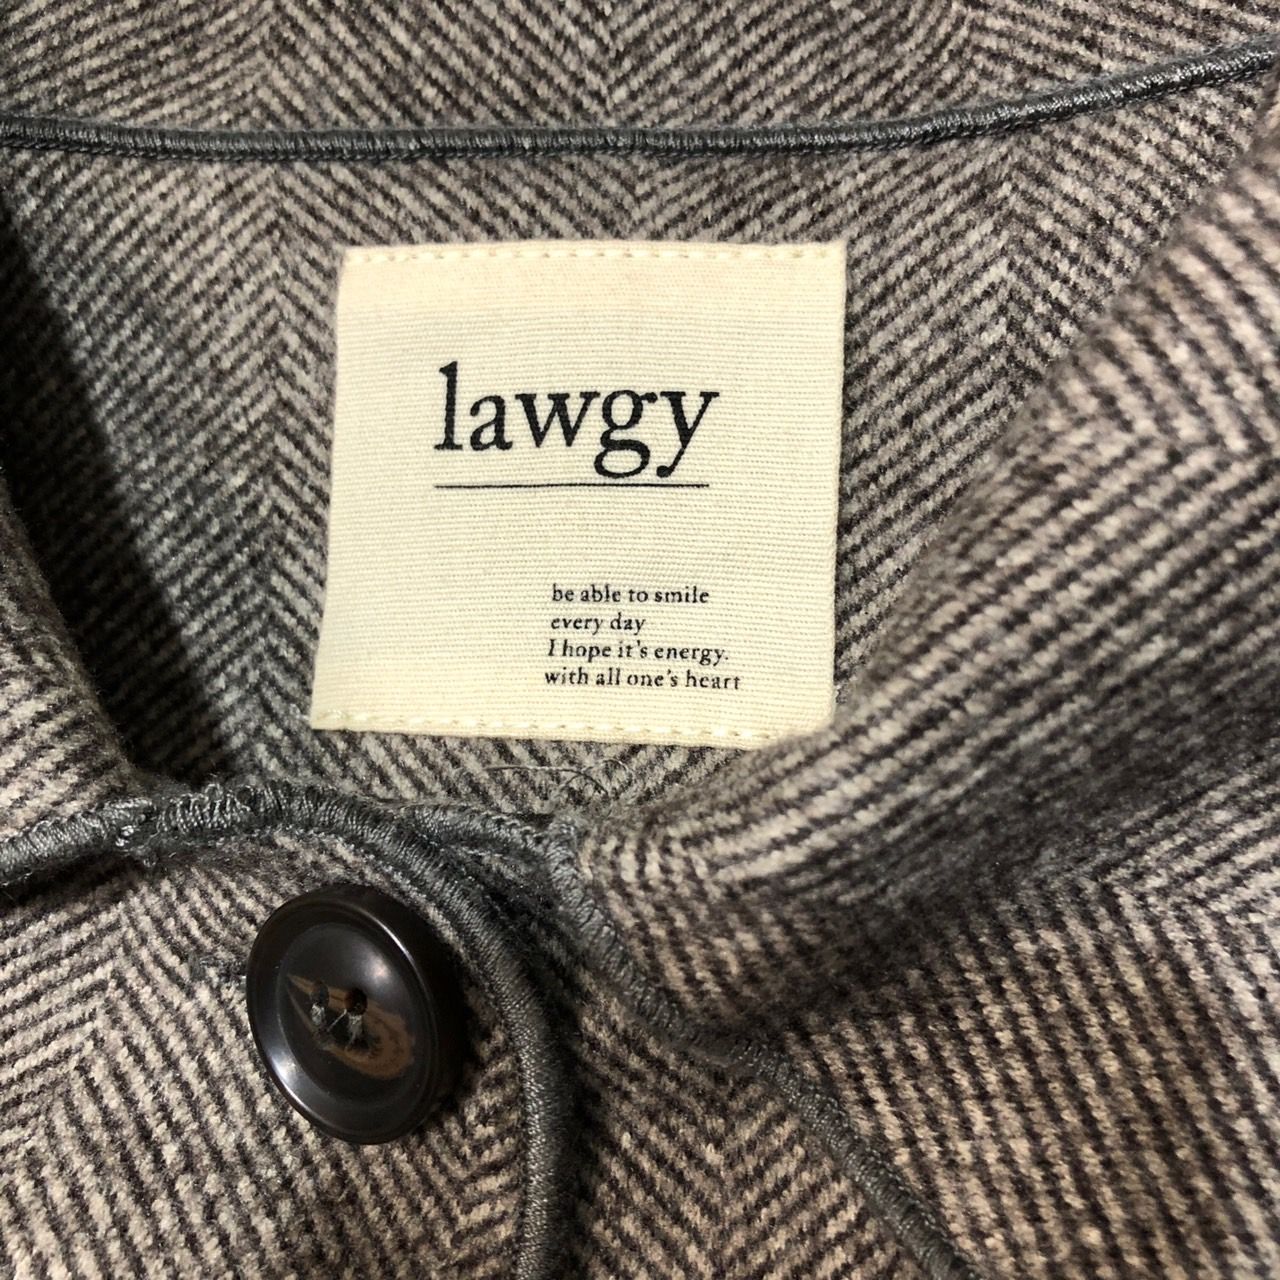 lawgy
be able to smile
every day
I hope it's energy.
with all one's heart